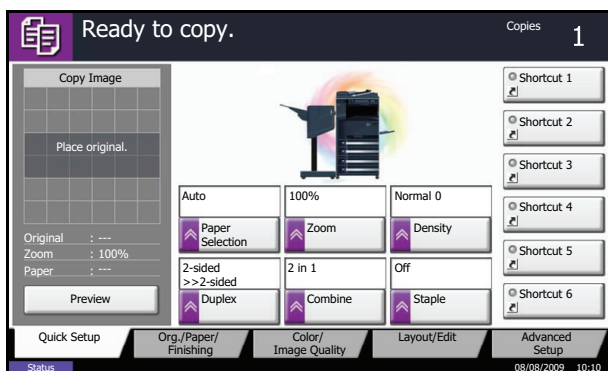 Ready to copy.
Copies
1
Copy Image
Place original.
Original : ---
Zoom : 100%
Paper : ---
Preview
Auto
Paper
Selection
100%
Zoom
Normal 0
Density
2-sided
>>2-sided
Duplex
2 in 1
Combine
Off
Staple
Shortcut 1
Shortcut 2
Shortcut 3
Shortcut 4
Shortcut 5
Shortcut 6
Quick Setup
Org./Paper/
Finishing
Color/
Image Quality
Layout/Edit
Advanced
Setup
Status
08/08/2009 10:10